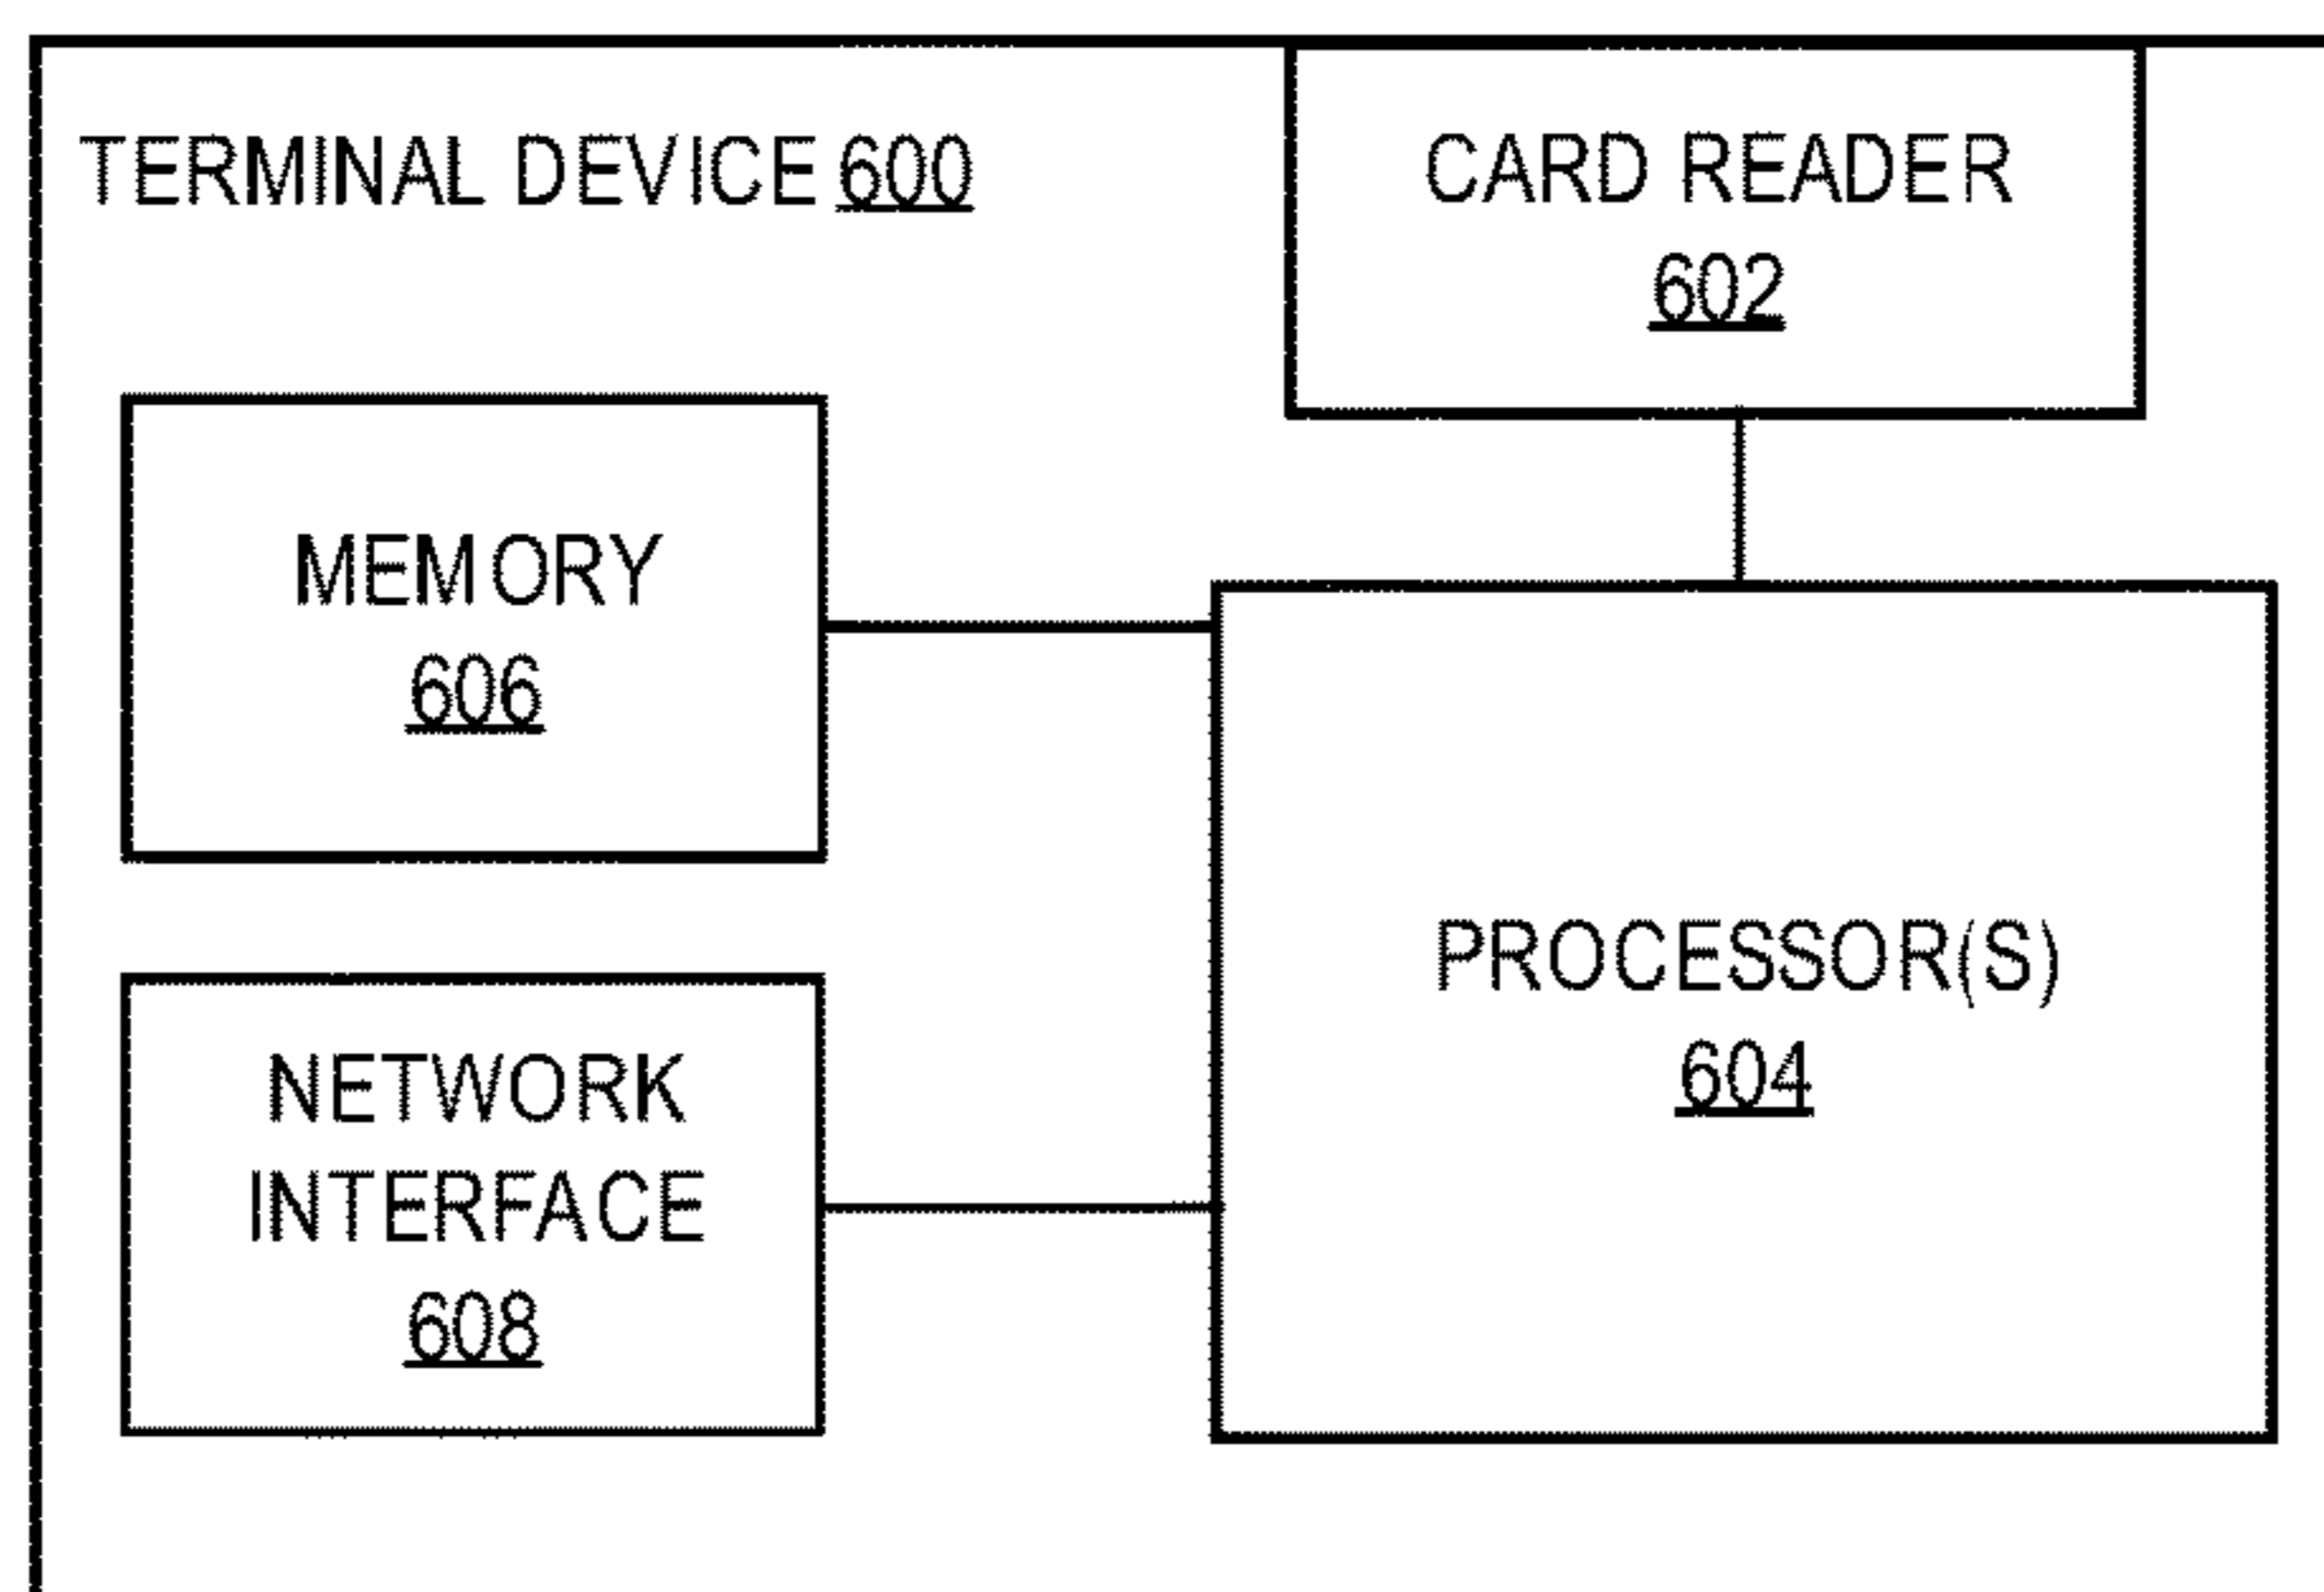 TERMINAL DEVICE 600
CARD READER
602
MEMORY
606
PROCESSOR(S)
604
NETWORK
INTERFACE
608